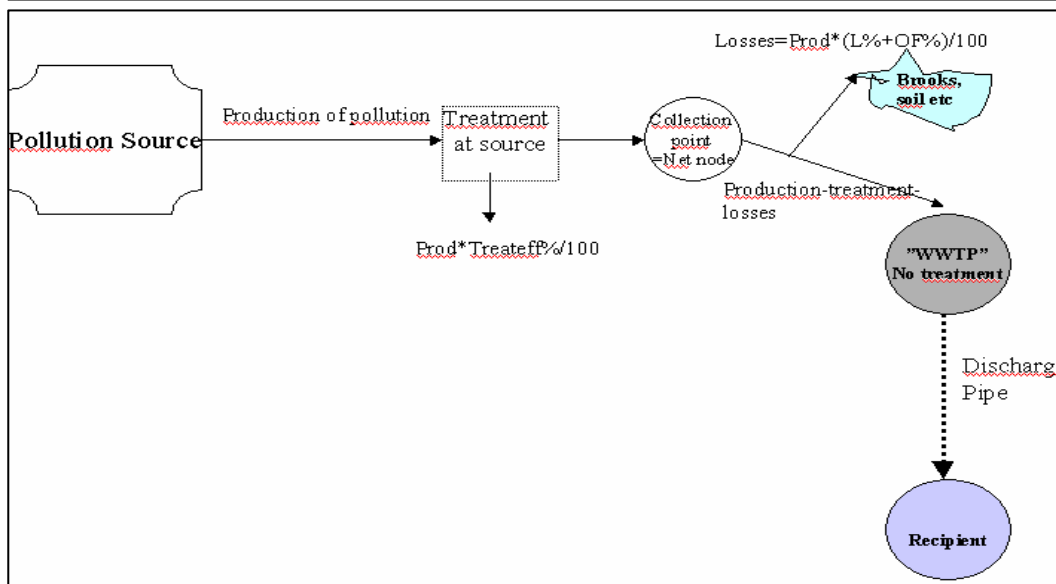 Losses=Prod*(L%+OF%)/100
Brooks,
soil etc
Production of pollution
Pollution Source
Treatment
at source
Collection
point
=Net node
Production-treatment-
losses
Prod*Treateff%/100
"WWTP"
No treatment
Discharg
Pipe
Recipient